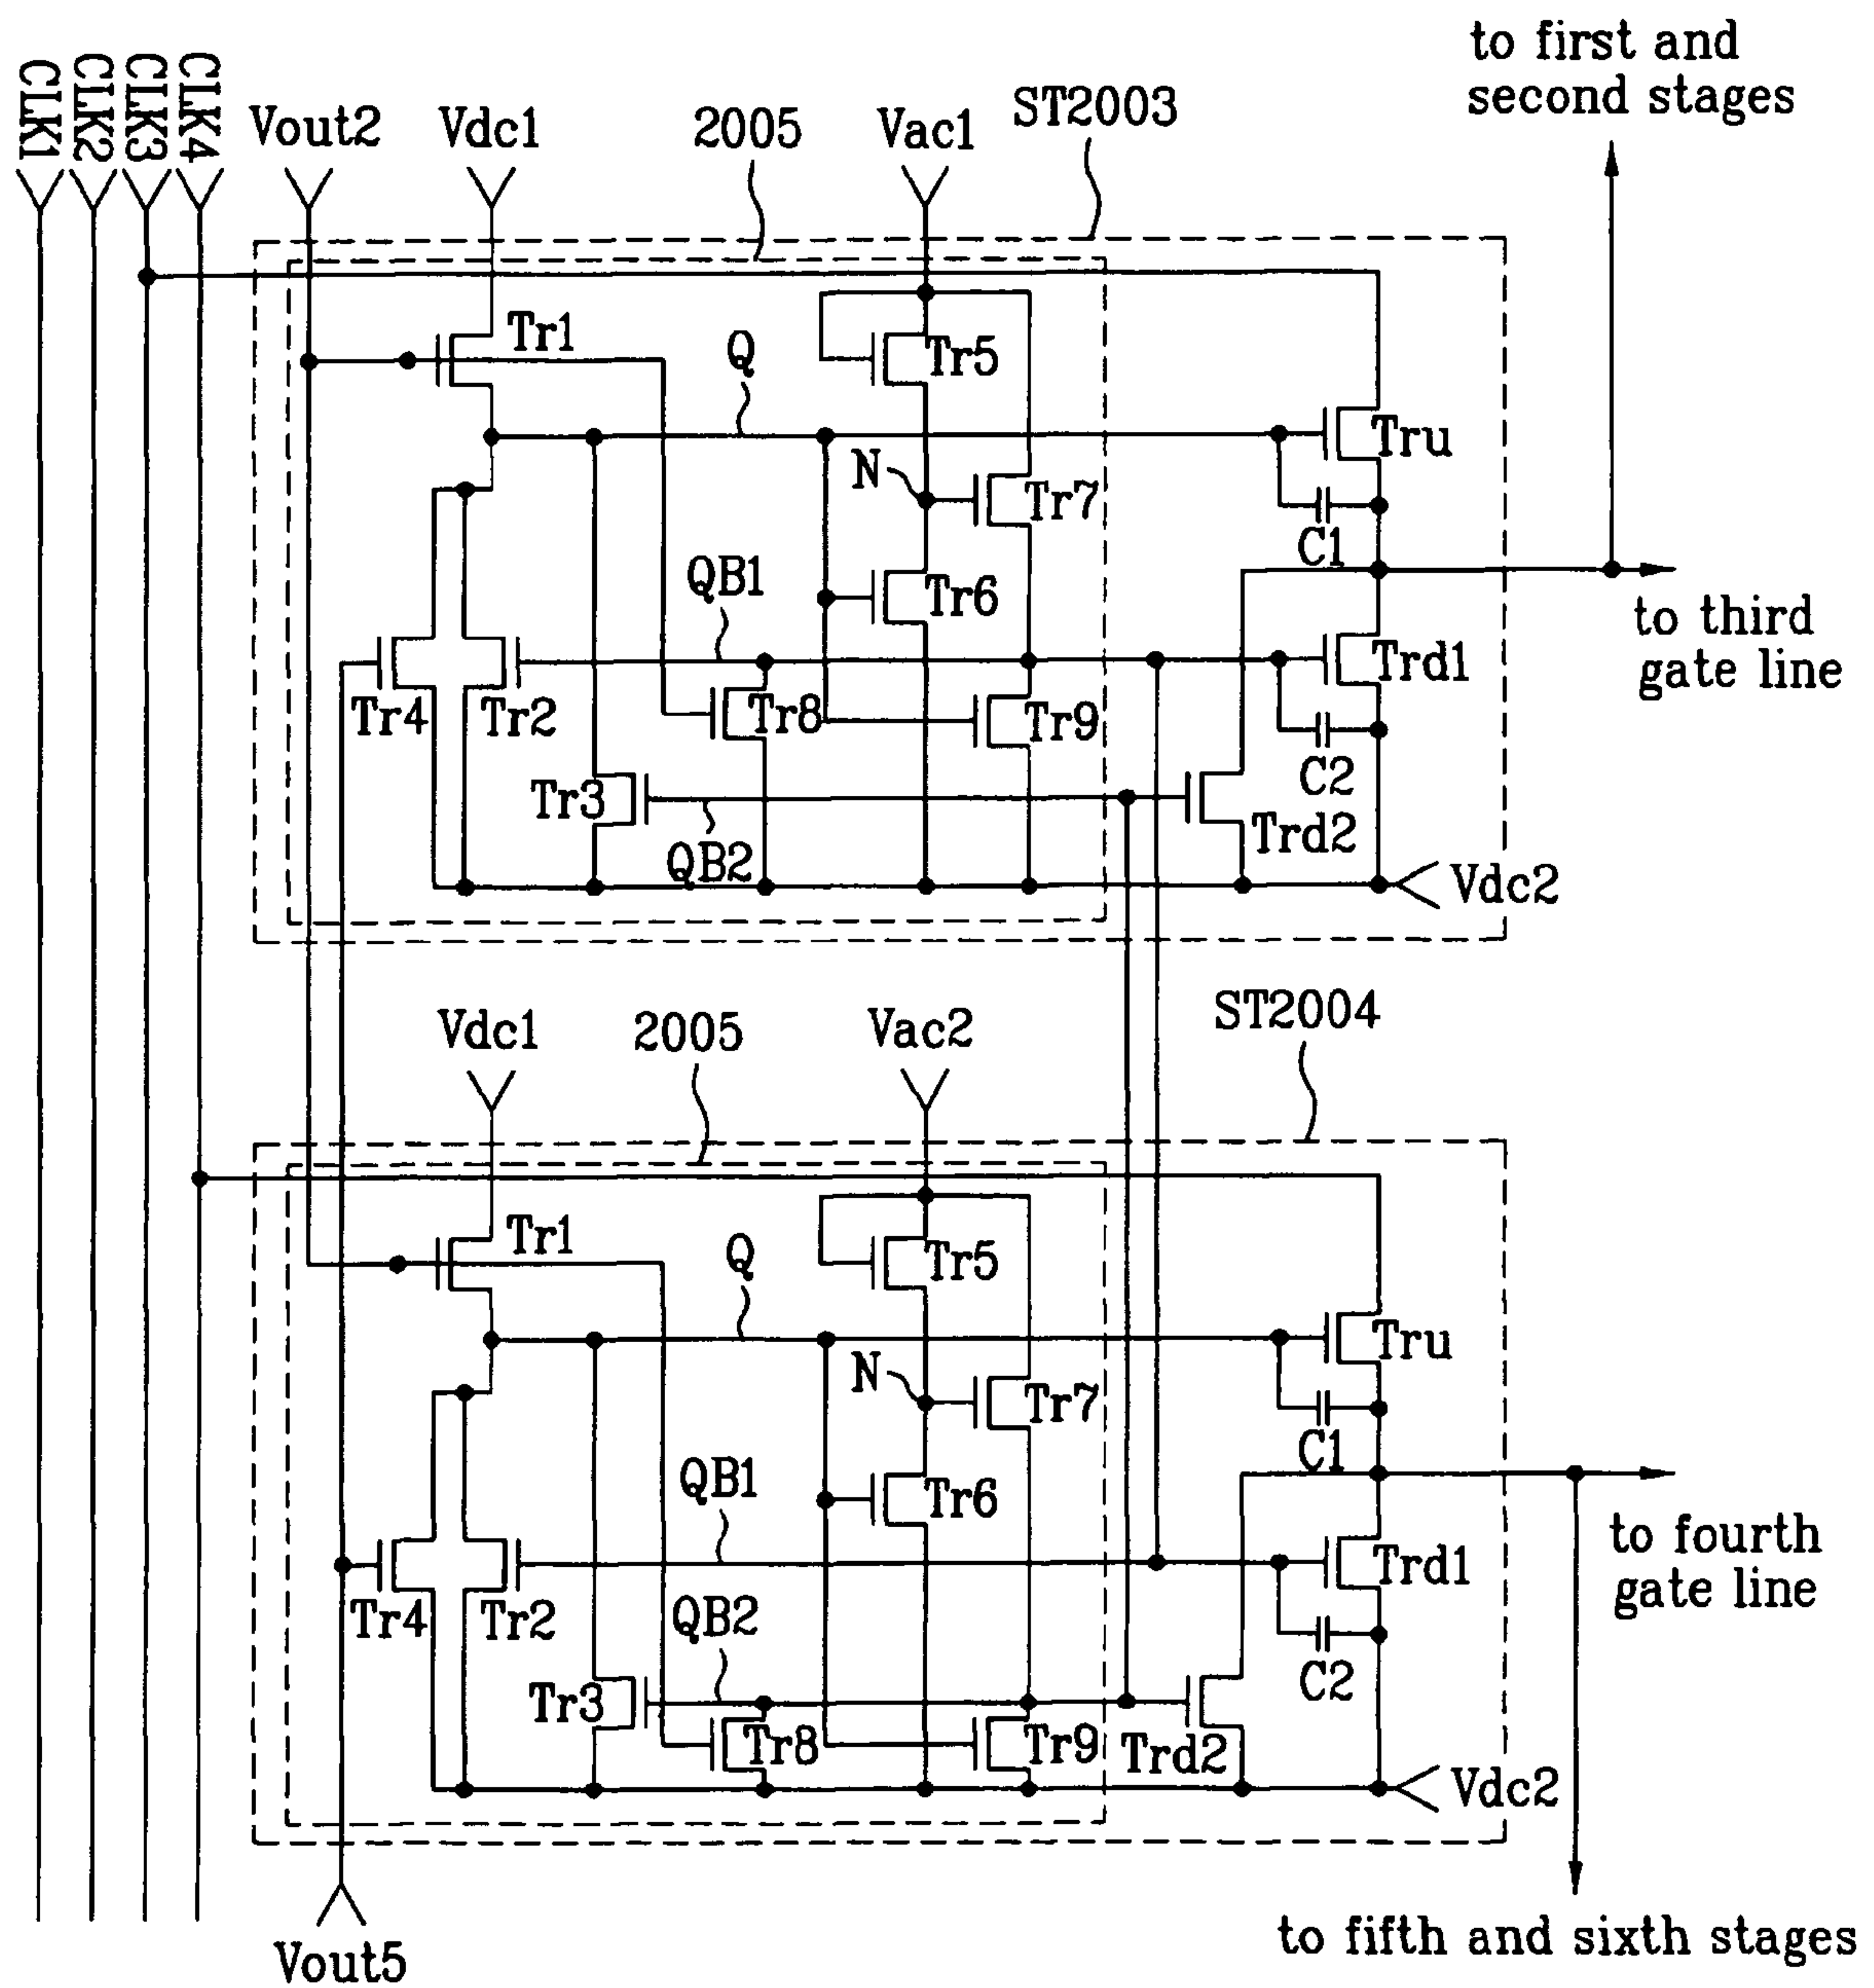 CLK1
CLK2
CLK3
CLK4
Vout2
Vdc1
2005
Vac1
ST2003
to first and
second stages
Tr1
Q
Tr5
Tru
N
Tr7
C1
QB1
Tr6
to third
gate line
Tr4
Tr2
Tr8
Tr9
Trd1
C2
Tr3
QB2
Trd2
Vdc2
Vdc1
2005
Vac2
ST2004
Tr1
Q
Tr5
Tru
N
Tr7
C1
QB1
Tr6
to fourth
gate line
Tr4
Tr2
QB2
Trd1
C2
Tr3
Tr8
Tr9
Trd2
Vdc2
Vout5
to fifth and sixth stages